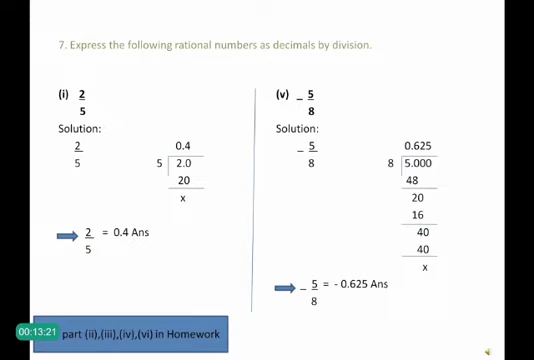 7. Express the following rational numbers as decimals by division.
(i) 2
5
Solution:
2
5
0.4
5 2.0
20
x
2 = 0.4 Ans
5
(v) _ 5
8
Solution:
_ 5
8
0.625
8 5.000
48
20
16
40
40
x
_ 5 = - 0.625 Ans
8
00:13:21 part (ii),(iii),(iv),(vi) in Homework